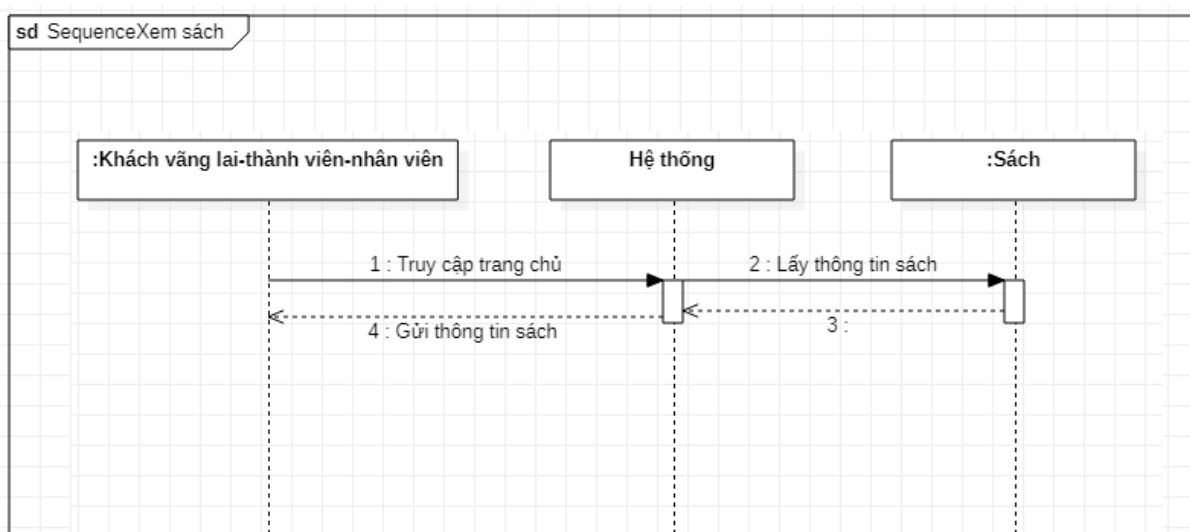 sd SequenceXem sách
:Khách vãng lai-thành viên-nhân viên
Hệ thống
:Sách
1 : Truy cập trang chủ
2 : Lấy thông tin sách
3 :
4 : Gửi thông tin sách